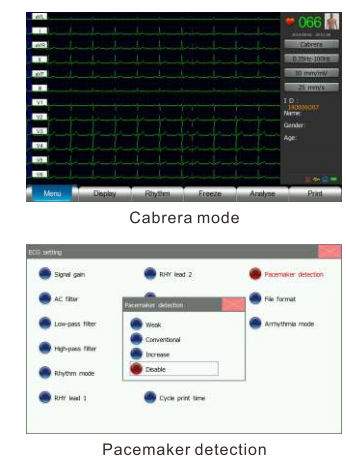 aVL
066
I
Cabrera
aVR
0.25Hz-100Hz
II
10 mm/mV
aVF
25 mm/s
III
V1
I D :
V2
Name:
Gender:
V3
Age:
V4
V5
V6
Menu Display Rhythm Freeze Analyse Print
Cabrera mode
ECG setting
Signal gain RHY lead 2 Pacemaker detection
AC filter File format
Pacemaker detection
Low-pass filter Weak Arrhythmia mode
Conventional
High-pass filter Increase
Rhythm mode Disable
RHY lead 1 Cycle print time
Pacemaker detection